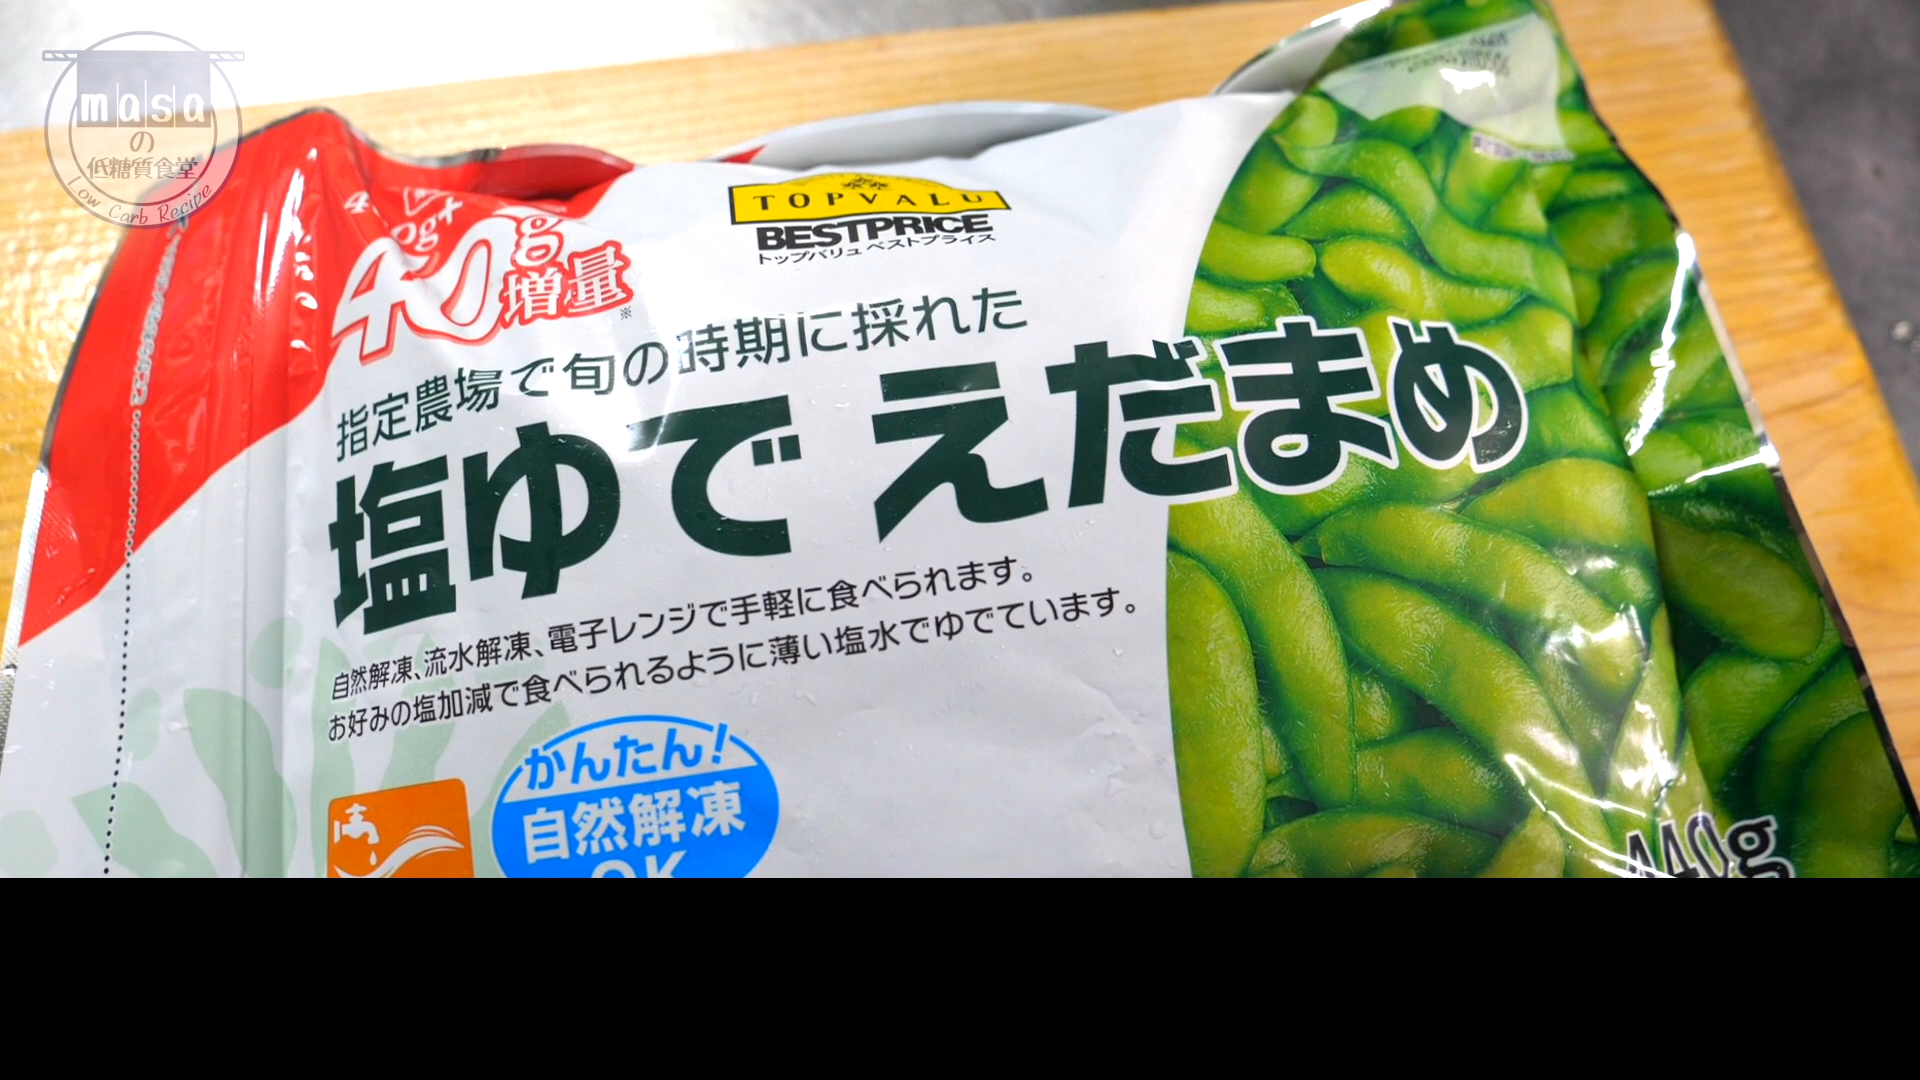 masa
の
低糖質食堂
Low Carb Recipe
40g
増量
※
TOPVALU
BESTPRICE
トップバリュ ベストプライス
指定農場で旬の時期に採れた
塩ゆで えだまめ
自然解凍、流水解凍、電子レンジで手軽に食べられます。
お好みの塩加減で食べられるように薄い塩水でゆでています。
かんたん!
自然解凍
OK
440g